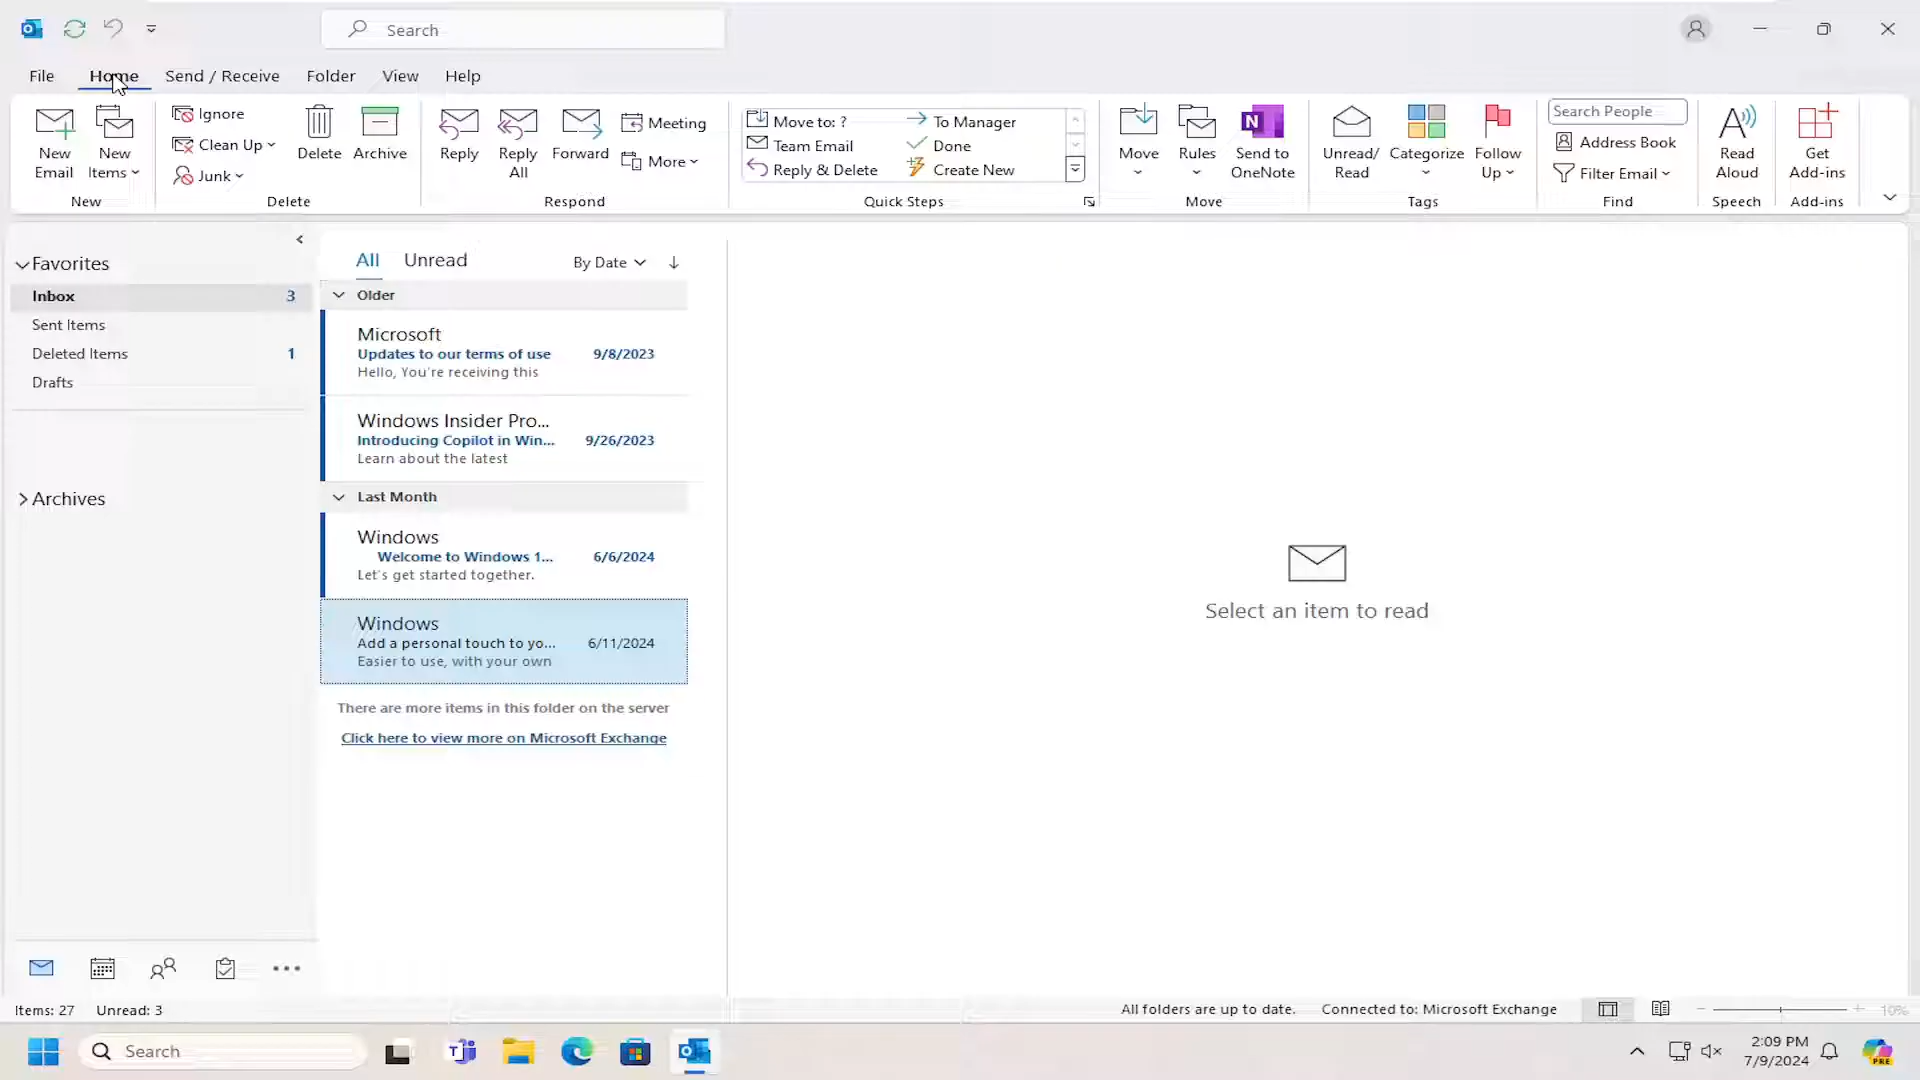 Search
File Home Send / Receive Folder View Help
New Email
New Items
New
Ignore
Clean Up
Junk
Delete
Archive
Delete
Reply
Reply All
Forward
Meeting
More
Respond
Move to: ?
Team Email
Reply & Delete
To Manager
Done
Create New
Quick Steps
Move
Rules
Send to OneNote
Move
Unread/ Read
Categorize
Follow Up
Tags
Search People
Address Book
Filter Email
Find
Read Aloud
Speech
Get Add-ins
Add-ins
Favorites
Inbox 3
Sent Items
Deleted Items 1
Drafts
Archives
All Unread By Date
Older
Microsoft
Updates to our terms of use 9/8/2023
Hello, You're receiving this
Windows Insider Pro...
Introducing Copilot in Win... 9/26/2023
Learn about the latest
Last Month
Windows
Welcome to Windows 1... 6/6/2024
Let's get started together.
Windows
Add a personal touch to yo... 6/11/2024
Easier to use, with your own
There are more items in this folder on the server
Click here to view more on Microsoft Exchange
Select an item to read
Items: 27 Unread: 3
All folders are up to date. Connected to: Microsoft Exchange
10%
Search
2:09 PM
7/9/2024
PRE